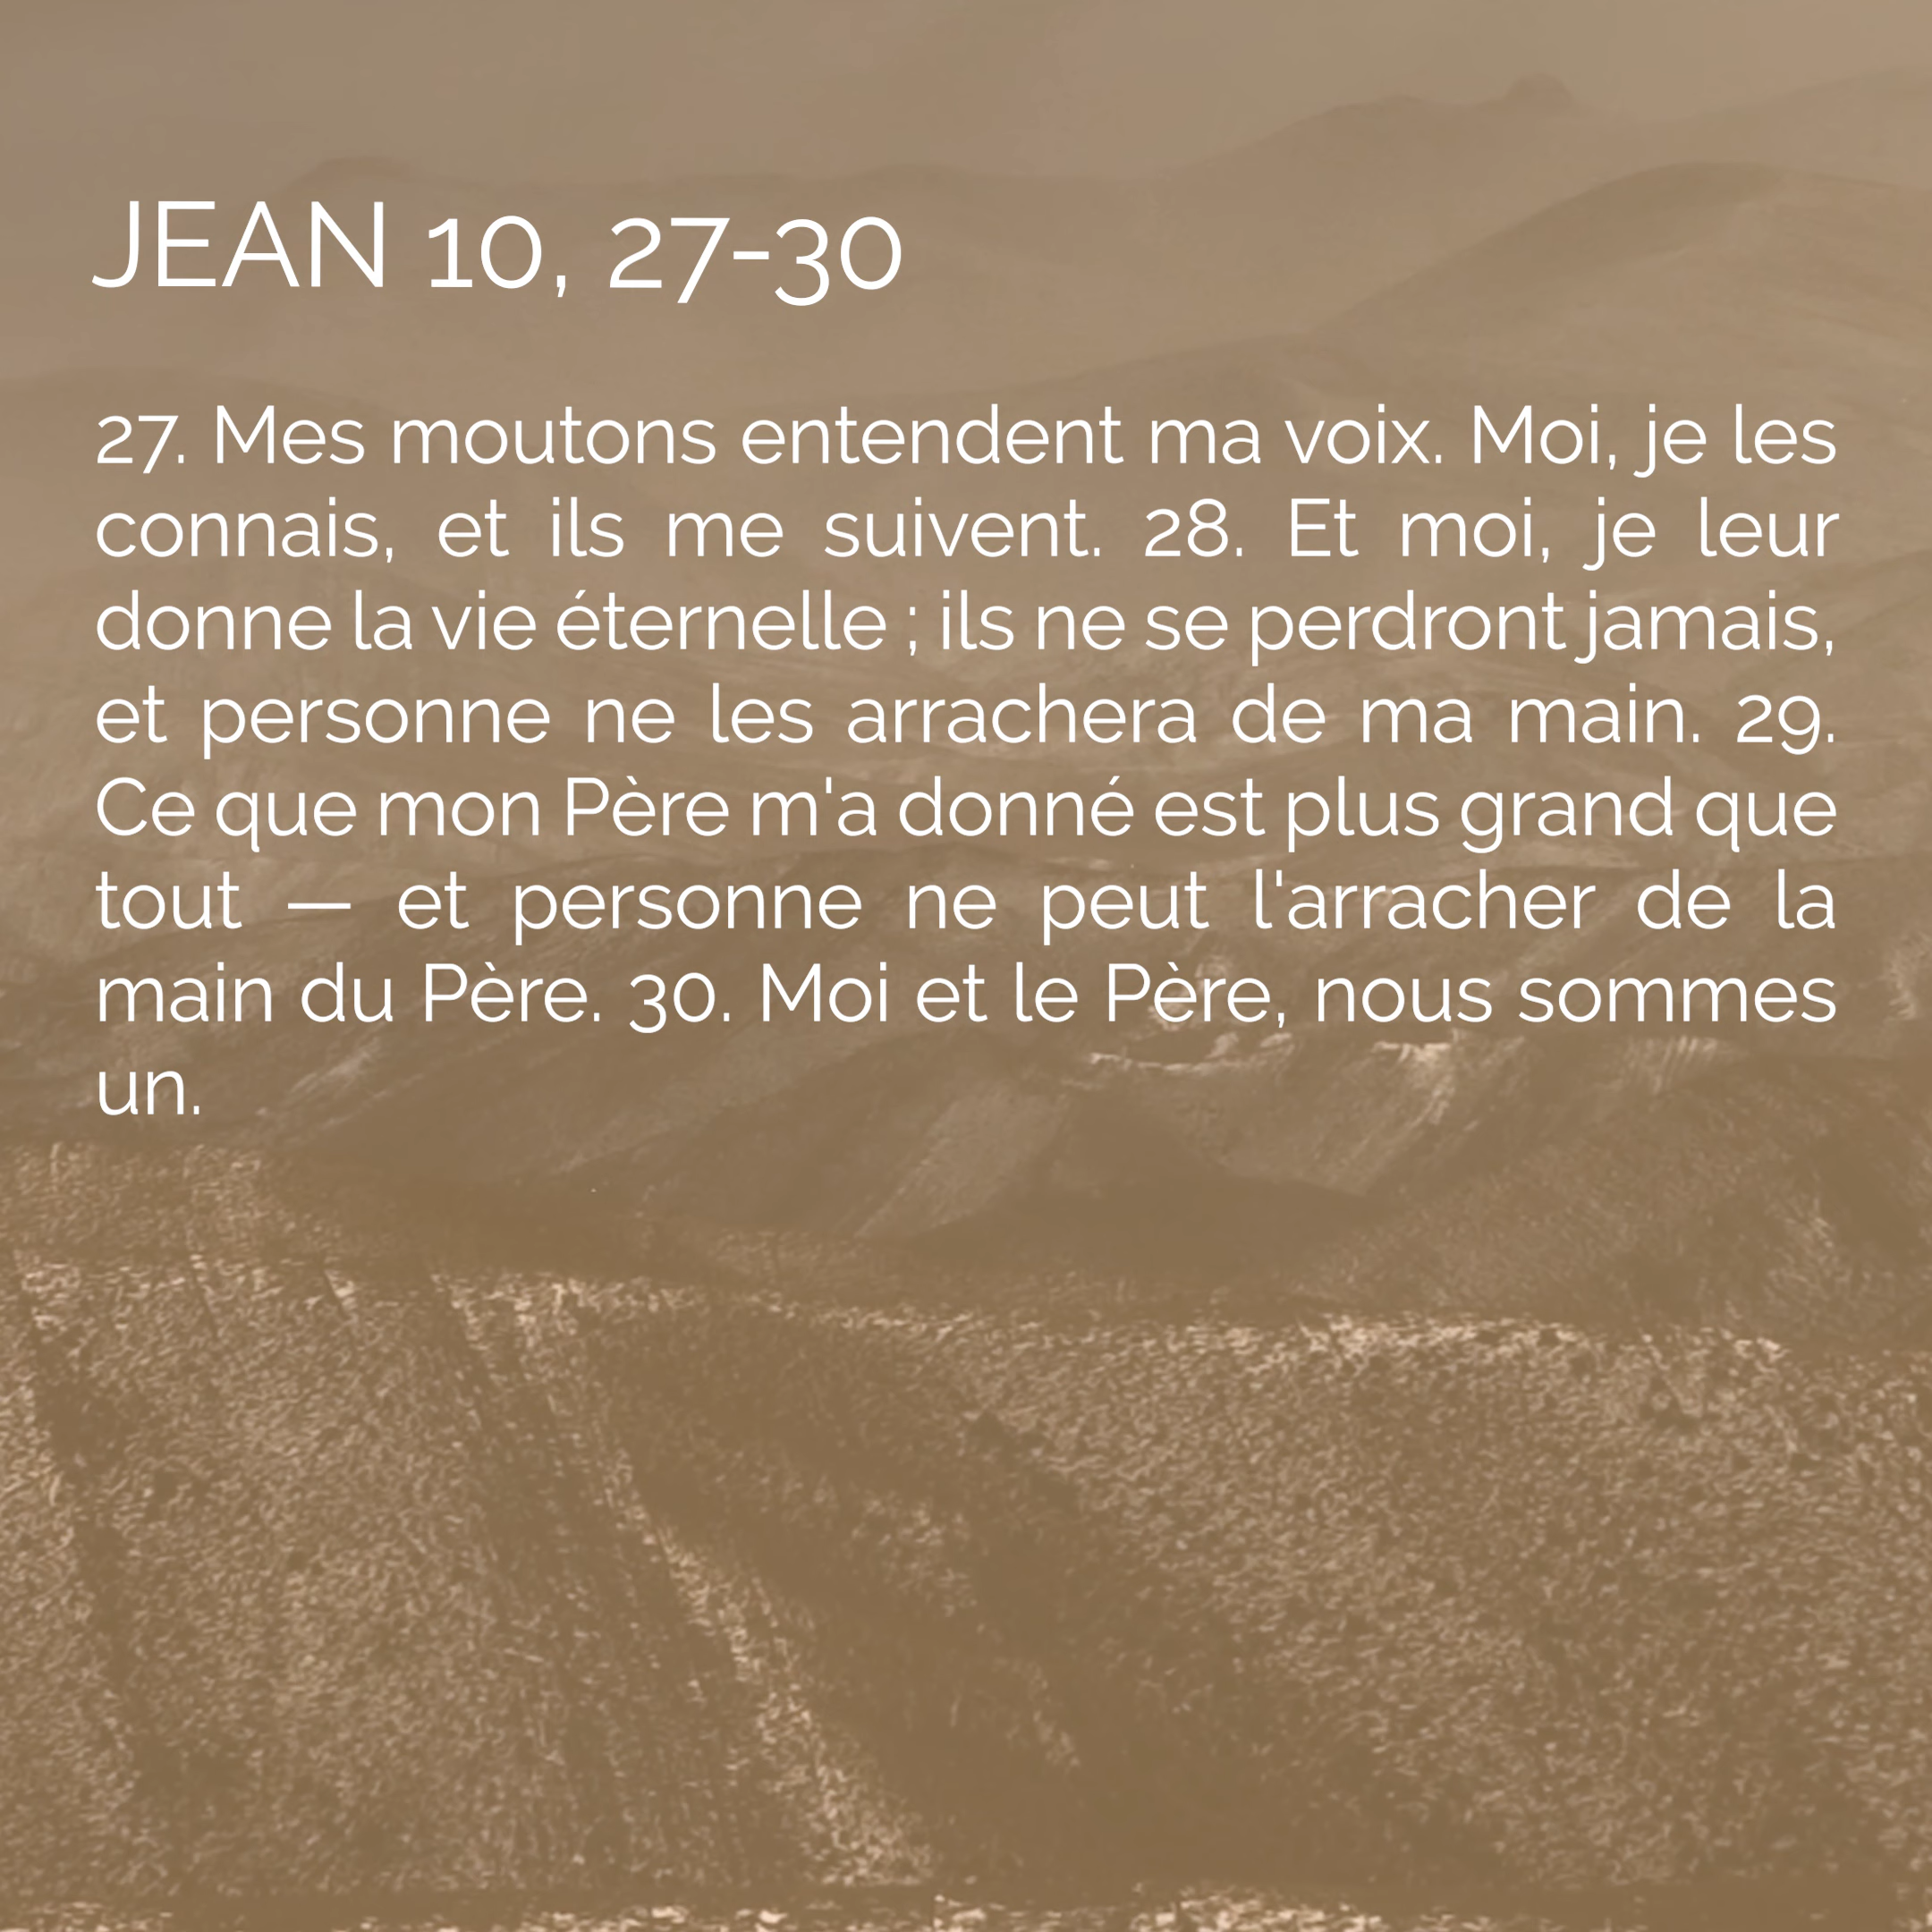 JEAN 10, 27-30
27. Mes moutons entendent ma voix. Moi, je les
connais, et ils me suivent. 28. Et moi, je leur
donne la vie éternelle ; ils ne se perdront jamais,
et personne ne les arrachera de ma main. 29.
Ce que mon Père m'a donné est plus grand que
tout — et personne ne peut l'arracher de la
main du Père. 30. Moi et le Père, nous sommes
un.